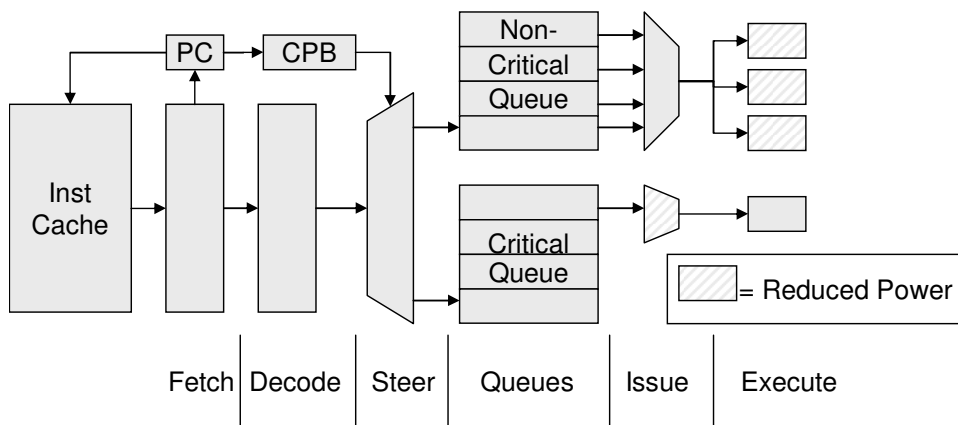 PC
CPB
Inst
Cache
Non-
Critical
Queue
Critical
Queue
= Reduced Power
Fetch
Decode
Steer
Queues
Issue
Execute